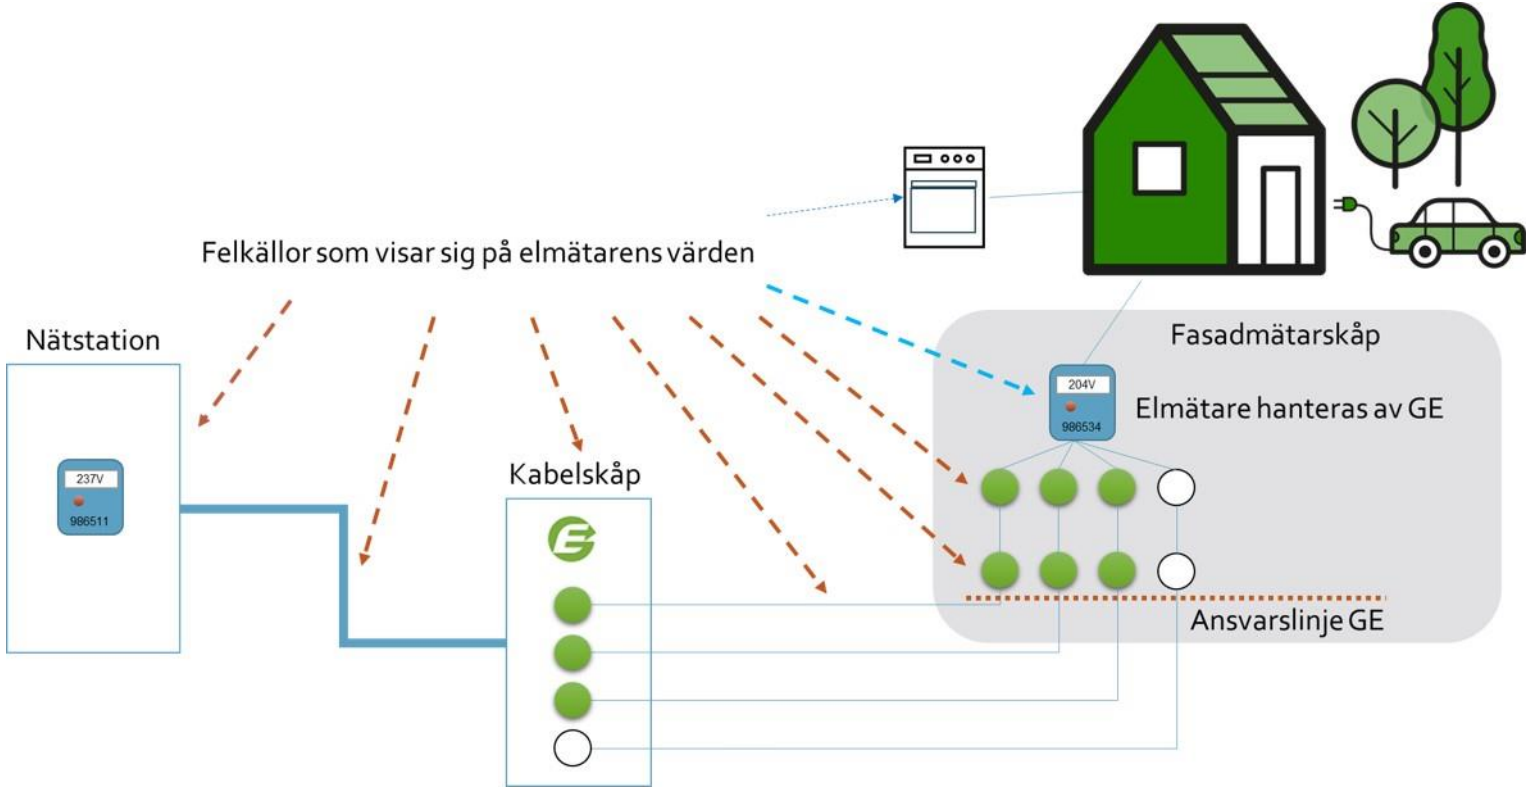 Felkällor som visar sig på elmätarens värden
Nätstation
237V
986511
Kabelskåp
E
Fasadmätarskåp
204V
986534
Elmätare hanteras av GE
Ansvarslinje GE